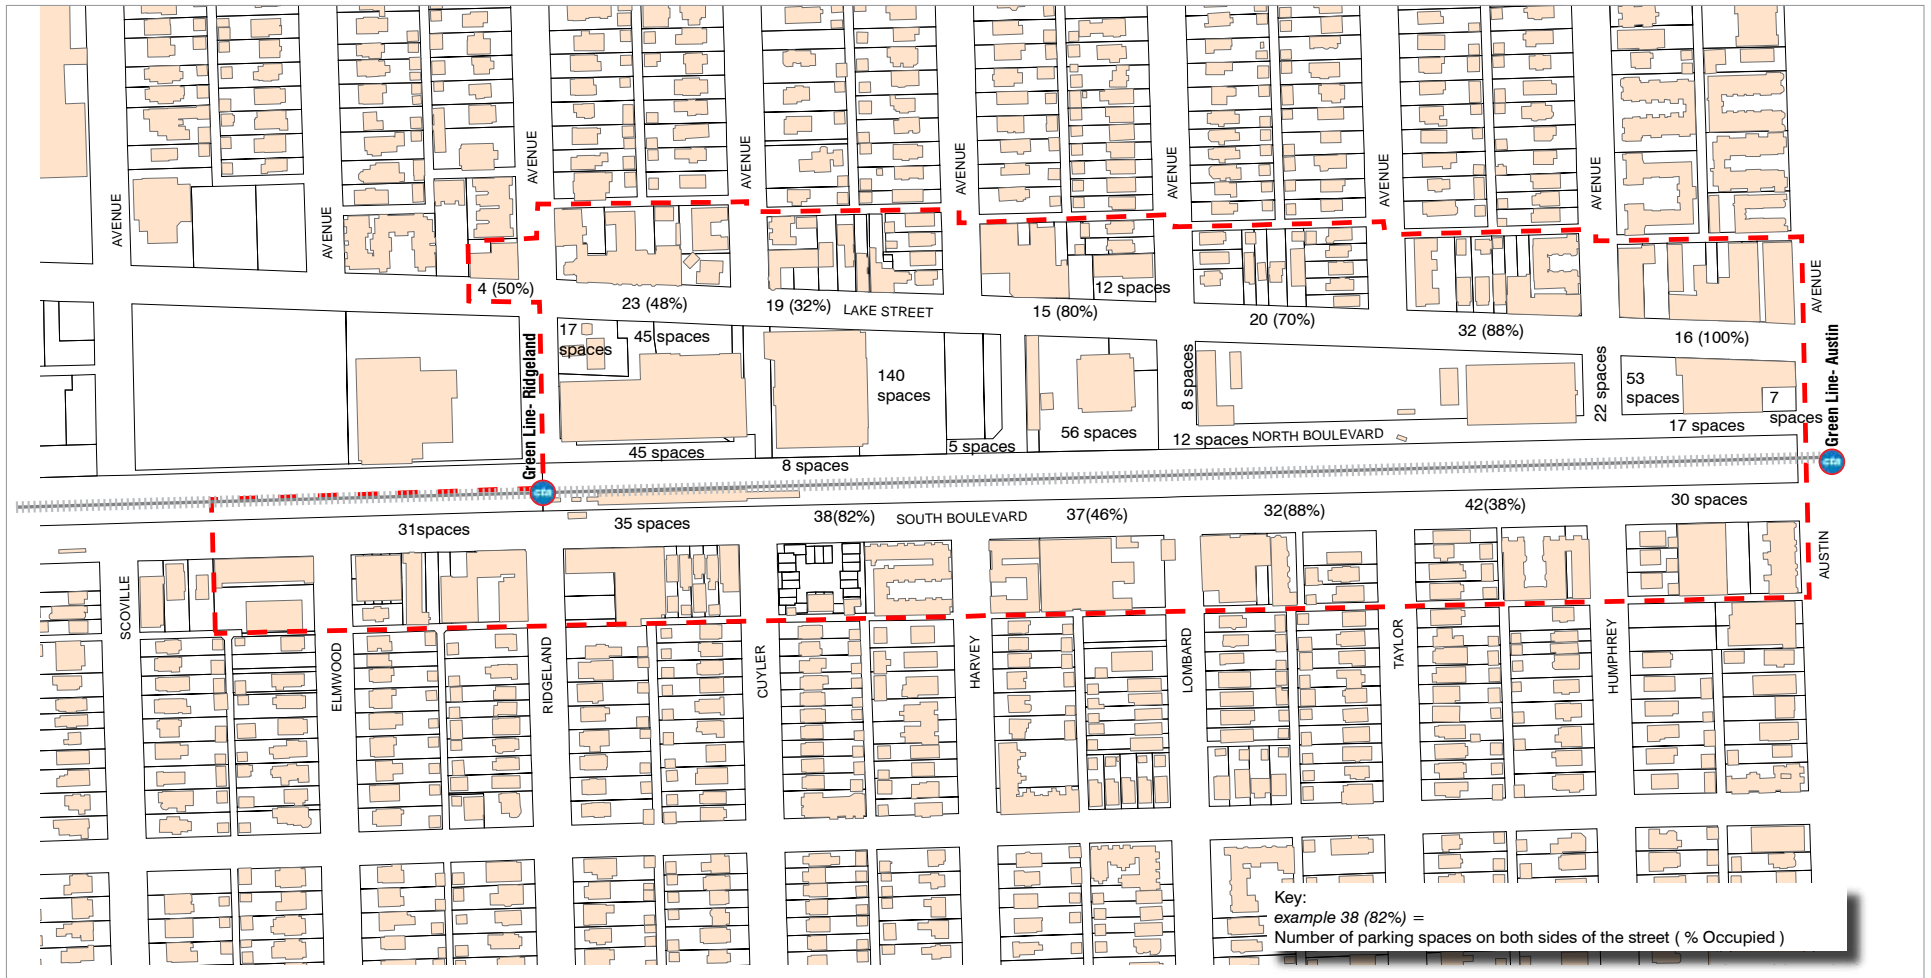 AVENUE
AVENUE
AVENUE
AVENUE
AVENUE
AVENUE
AVENUE
AVENUE
AVENUE
4 (50%)
23 (48%)
19 (32%)
LAKE STREET
15 (80%)
12 spaces
20 (70%)
32 (88%)
16 (100%)
17
spaces
45 spaces
140
spaces
8 spaces
22 spaces
53
spaces
7
spaces
Green Line- Ridgeland
Green Line- Austin
45 spaces
8 spaces
5 spaces
56 spaces
12 spaces
NORTH BOULEVARD
17 spaces
cta
cta
31spaces
35 spaces
38(82%)
SOUTH BOULEVARD
37(46%)
32(88%)
42(38%)
30 spaces
SCOVILLE
ELMWOOD
RIDGELAND
CUYLER
HARVEY
LOMBARD
TAYLOR
HUMPHREY
AUSTIN
Key:
example 38 (82%) =
Number of parking spaces on both sides of the street ( % Occupied )